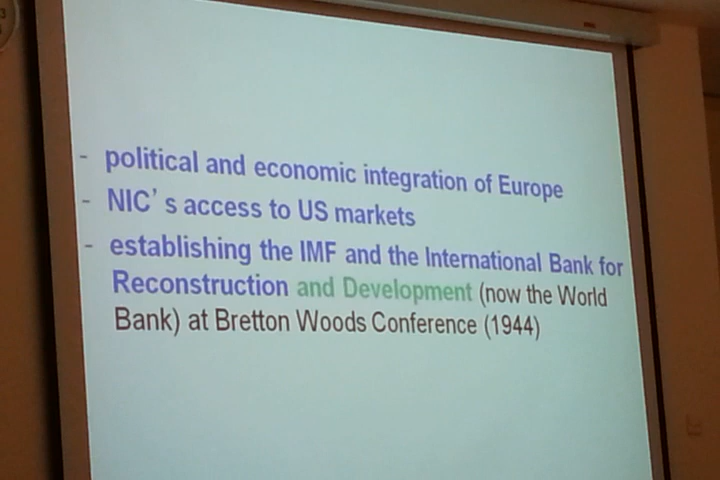 - political and economic integration of Europe
- NIC's access to US markets
- establishing the IMF and the International Bank for
Reconstruction and Development (now the World
Bank) at Bretton Woods Conference (1944)